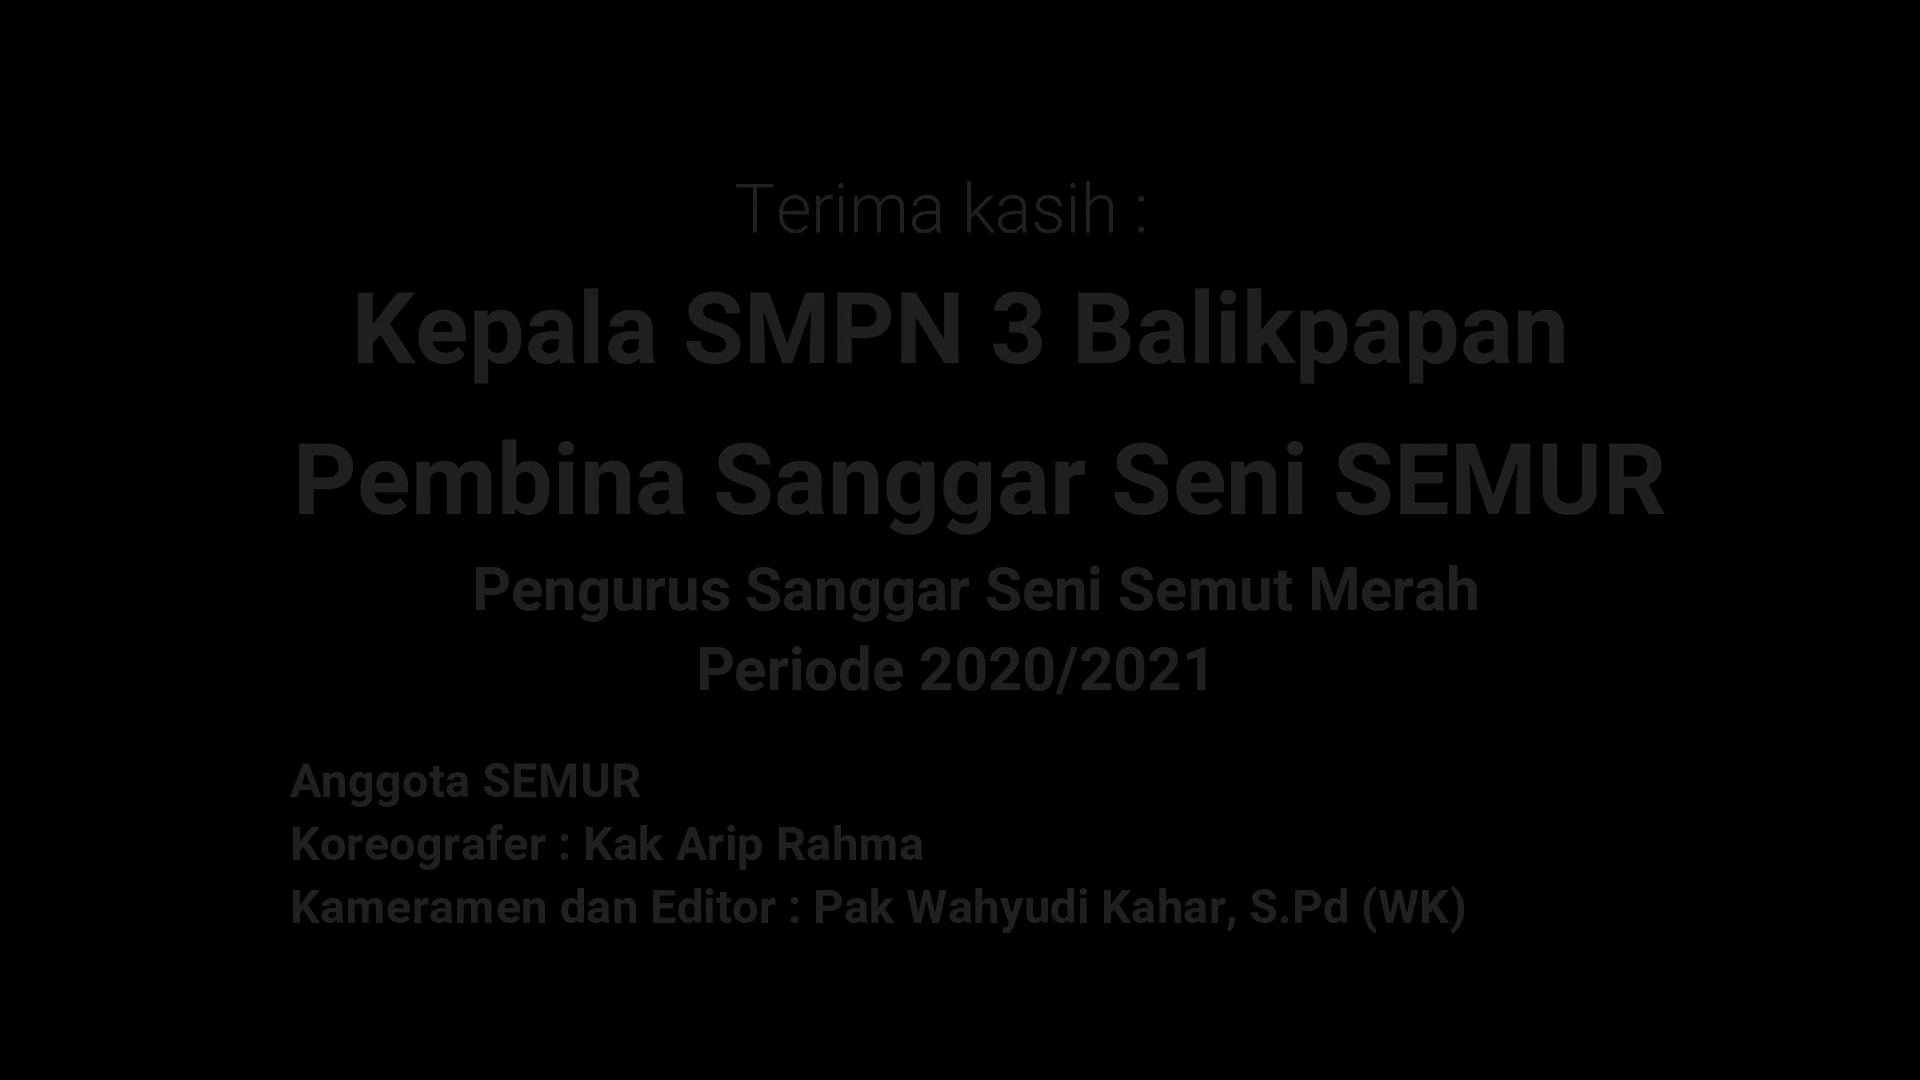 Terima kasih :
Kepala SMPN 3 Balikpapan
Pembina Sanggar Seni SEMUR
Pengurus Sanggar Seni Semut Merah
Periode 2020/2021
Anggota SEMUR
Koreografer : Kak Arip Rahma
Kameramen dan Editor : Pak Wahyudi Kahar, S.Pd (WK)